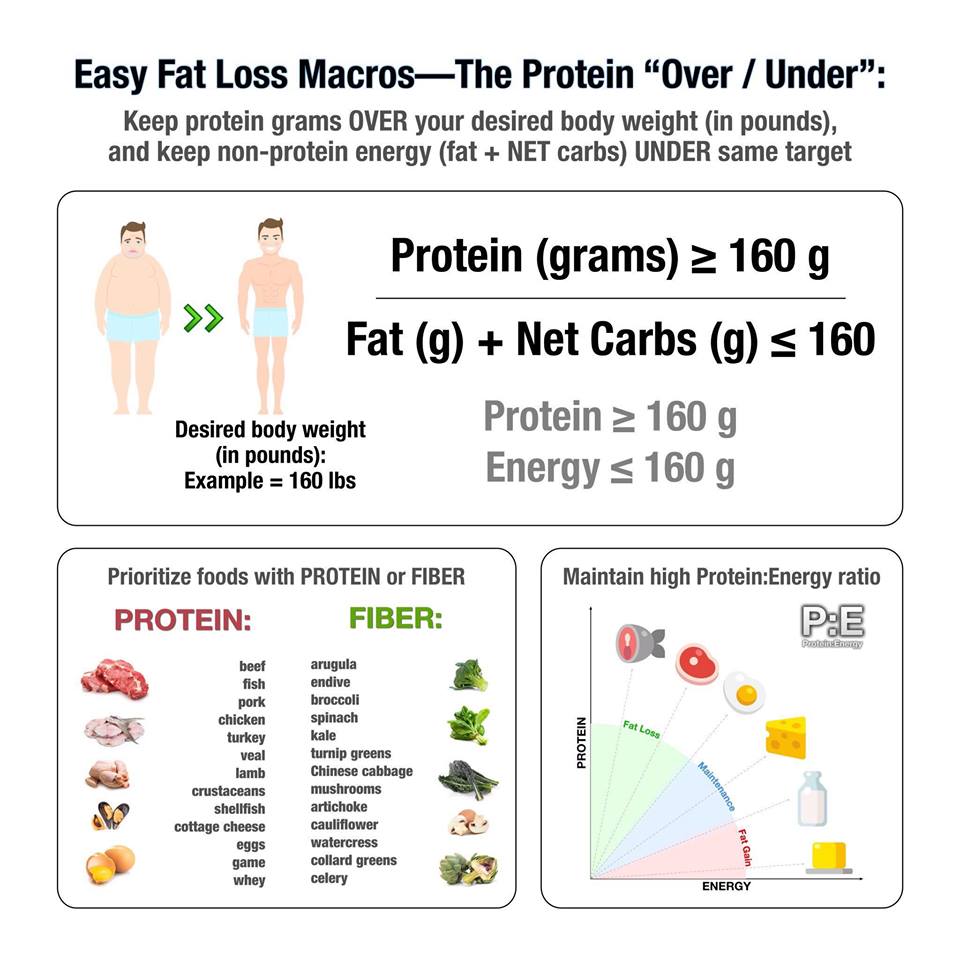 Easy Fat Loss Macros—The Protein “Over / Under”:
Keep protein grams OVER your desired body weight (in pounds),
and keep non-protein energy (fat + NET carbs) UNDER same target
Protein (grams) ≥ 160 g
Fat (g) + Net Carbs (g) ≤ 160
Protein ≥ 160 g
Energy ≤ 160 g
Desired body weight
(in pounds):
Example = 160 lbs
Prioritize foods with PROTEIN or FIBER
PROTEIN:
beef
fish
pork
chicken
turkey
veal
lamb
crustaceans
shellfish
cottage cheese
eggs
game
whey
FIBER:
arugula
endive
broccoli
spinach
kale
turnip greens
Chinese cabbage
mushrooms
artichoke
cauliflower
watercress
collard greens
celery
Maintain high Protein:Energy ratio
P:E
Protein:Energy
PROTEIN
Fat Loss
Maintenance
Fat Gain
ENERGY